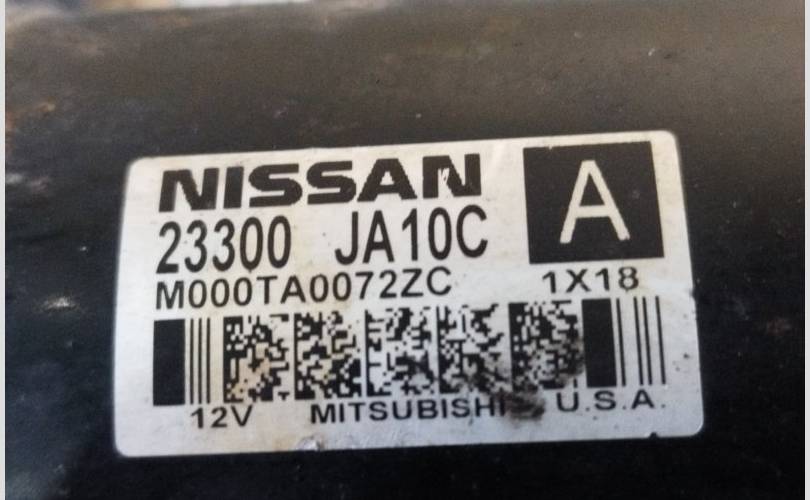 NISSAN A
23300 JA10C
M000TA0072ZC 1X18
12V MITSUBISHI U.S.A.